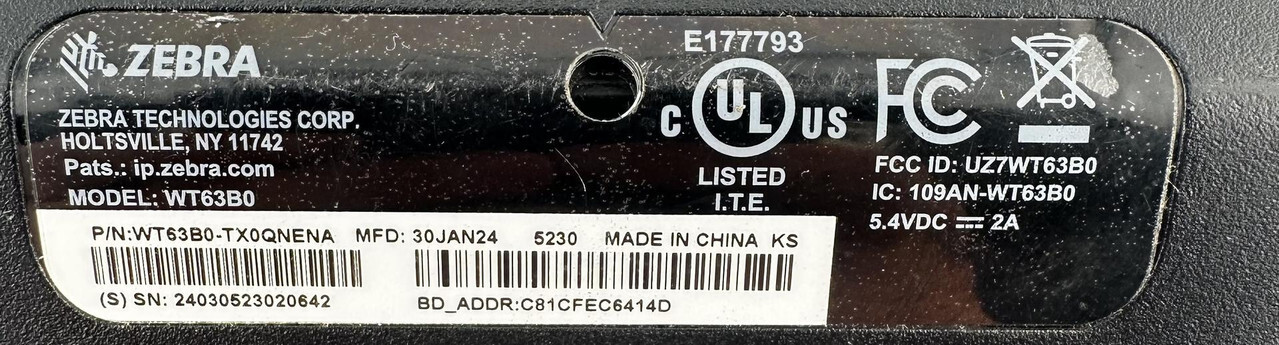 ZEBRA
ZEBRA TECHNOLOGIES CORP.
HOLTSVILLE, NY 11742
Pats.: ip.zebra.com
MODEL: WT63B0
E177793
C UL US
LISTED
I.T.E.
FC
FCC ID: UZ7WT63B0
IC: 109AN-WT63B0
5.4VDC ⎓ 2A
P/N:WT63B0-TX0QNENA MFD: 30JAN24 5230 MADE IN CHINA KS
(S) SN: 24030523020642
BD_ADDR:C81CFEC6414D